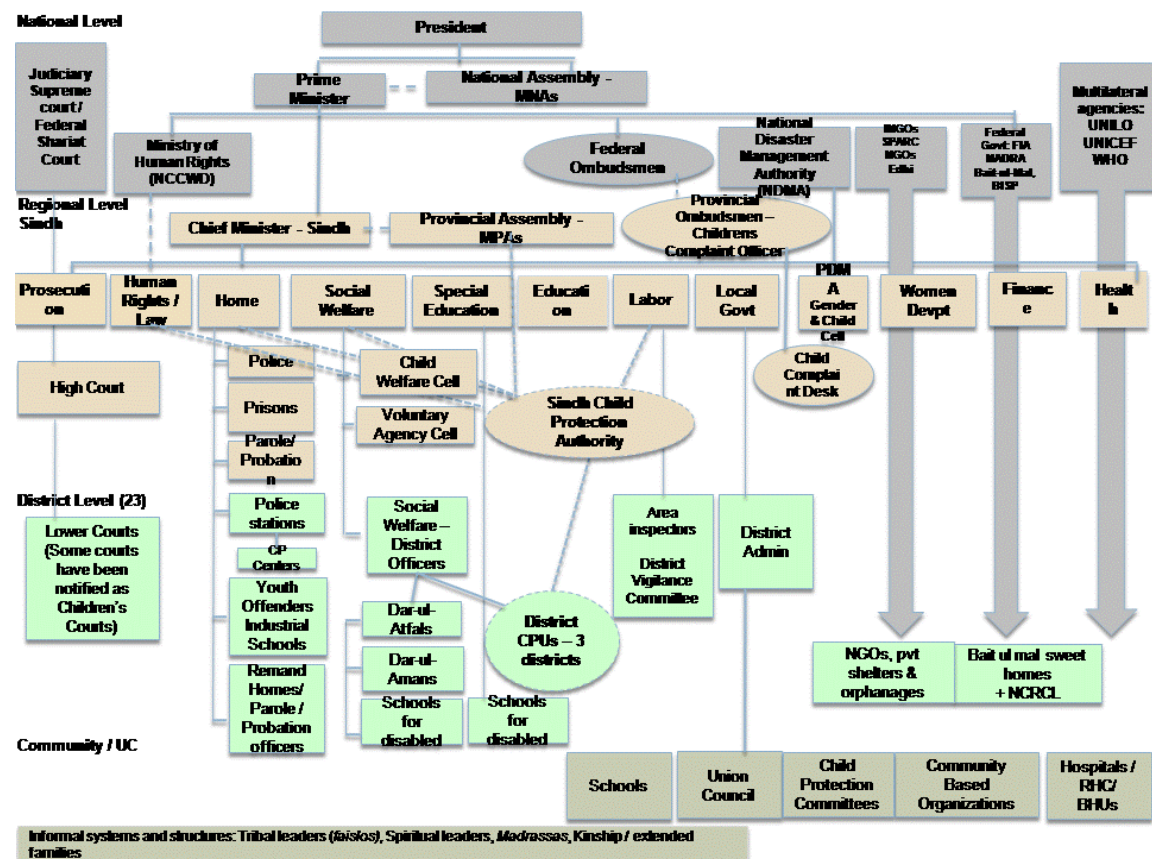 National Level
President
Judiciary
Supreme
court /
Federal
Shariat
Court
Prime
Minister
National Assembly -
MNAs
Multilateral
agencies:
UNILO
UNICEF
WHO
Ministry of
Human Rights
(NCCWD)
Federal
Ombudsmen
National
Disaster
Management
Authority
(NDMA)
INGOs
SPARC
NGOs
Edhi
Federal
Govt: FIA
NADRA
Bait-ul-Mal,
BISP
Regional Level
Sindh
Chief Minister - Sindh
Provincial Assembly -
MPAs
Provincial
Ombudsmen –
Childrens
Complaint Officer
Prosecuti
on
Human
Rights /
Law
Home
Social
Welfare
Special
Education
Educati
on
Labor
Local
Govt
PDM
A
Gender
& Child
Cell
Women
Devpt
Financ
e
Healt
h
High Court
Police
Prisons
Parole/
Probatio
n
Child
Welfare Cell
Voluntary
Agency Cell
Sindh Child
Protection
Authority
Child
Complai
nt Desk
District Level (23)
Lower Courts
(Some courts
have been
notified as
Children's
Courts)
Police
stations
CP
Centers
Youth
Offenders
Industrial
Schools
Remand
Homes/
Parole /
Probation
officers
Social
Welfare –
District
Officers
Dar-ul-
Atfals
Dar-ul-
Amans
Schools
for
disabled
Schools for
disabled
District
CPUs – 3
districts
Area
inspectors
District
Vigilance
Committee
District
Admin
NGOs, pvt
shelters &
orphanages
Bait ul mal sweet
homes
+ NCRCL
Community / UC
Schools
Union
Council
Child
Protection
Committees
Community
Based
Organizations
Hospitals /
RHC/
BHUs
Informal systems and structures: Tribal leaders (faislos), Spiritual leaders, Madrasses, Kinship / extended
families